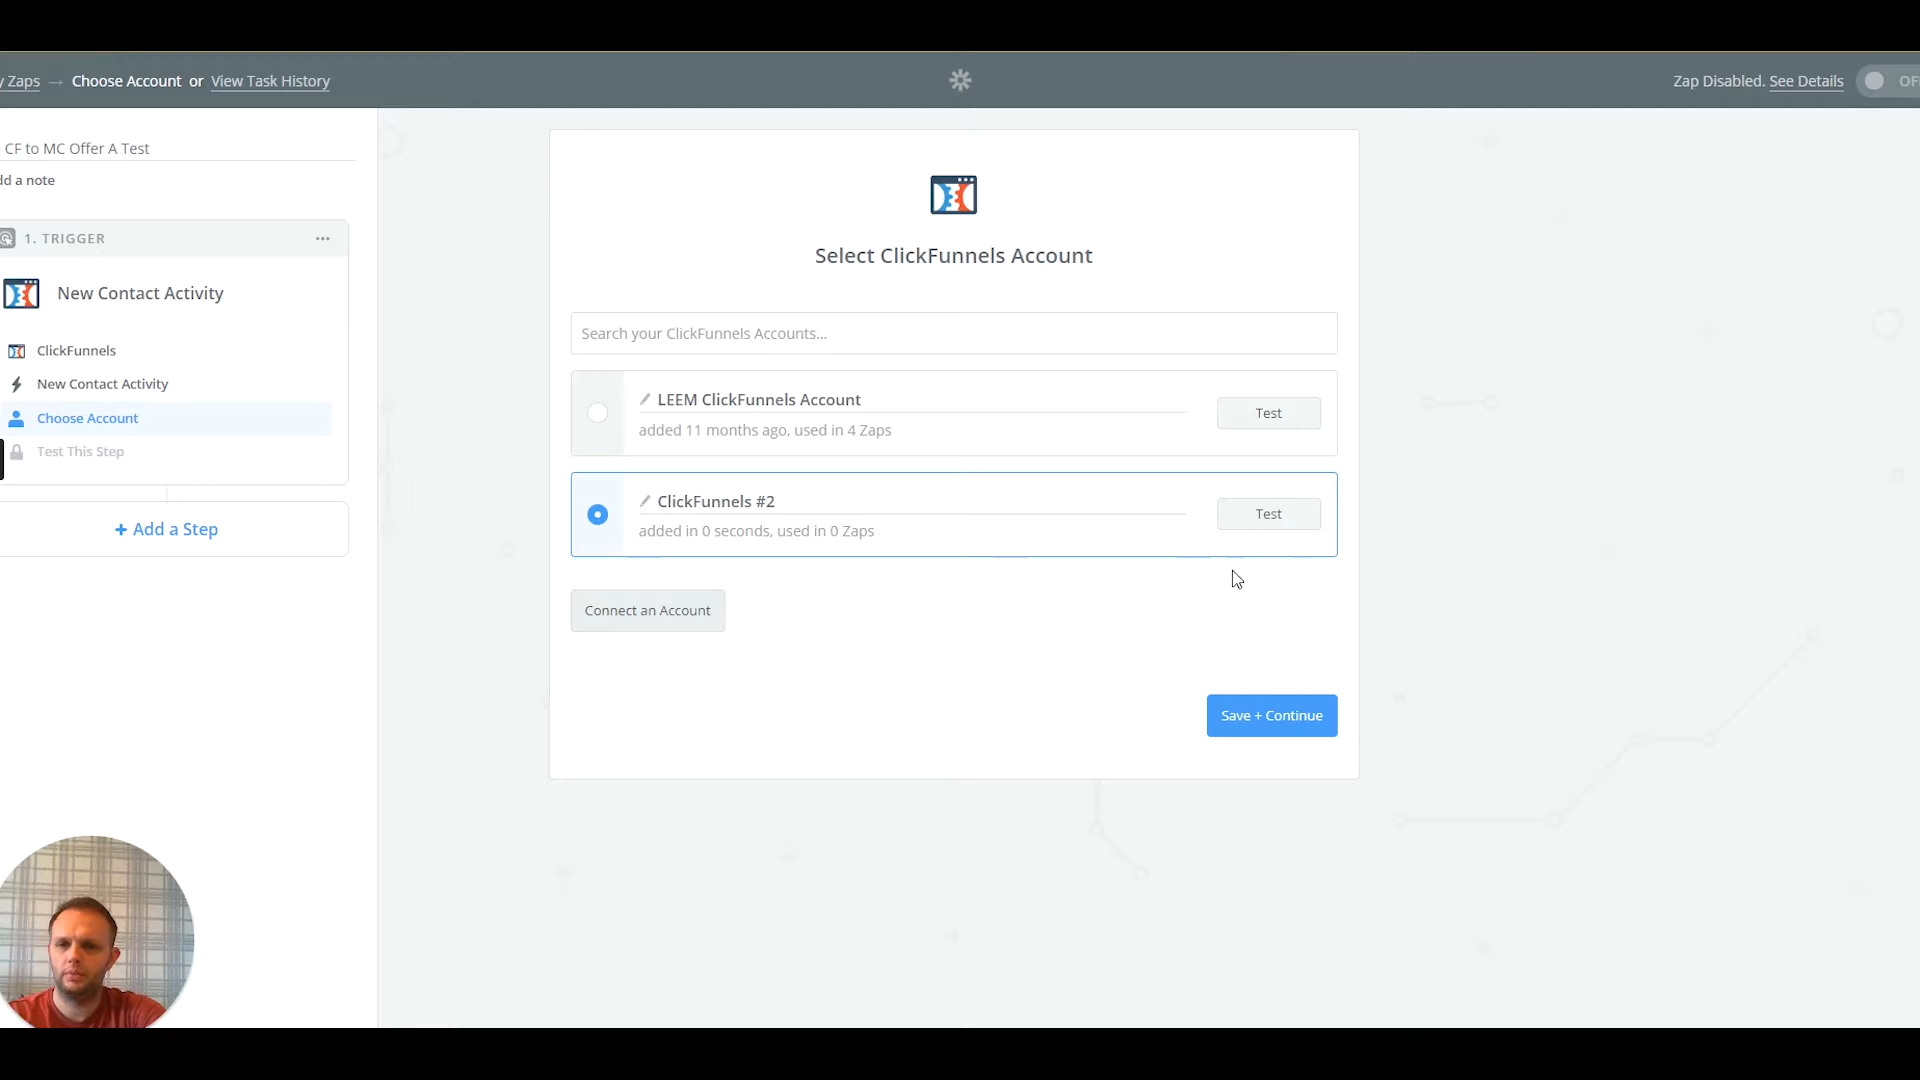 y Zaps → Choose Account or View Task History
Zap Disabled. See Details
OF
CF to MC Offer A Test
dd a note
1. TRIGGER
New Contact Activity
ClickFunnels
New Contact Activity
Choose Account
Test This Step
+ Add a Step
Select ClickFunnels Account
Search your ClickFunnels Accounts...
LEEM ClickFunnels Account
added 11 months ago, used in 4 Zaps
Test
ClickFunnels #2
added in 0 seconds, used in 0 Zaps
Test
Connect an Account
Save + Continue